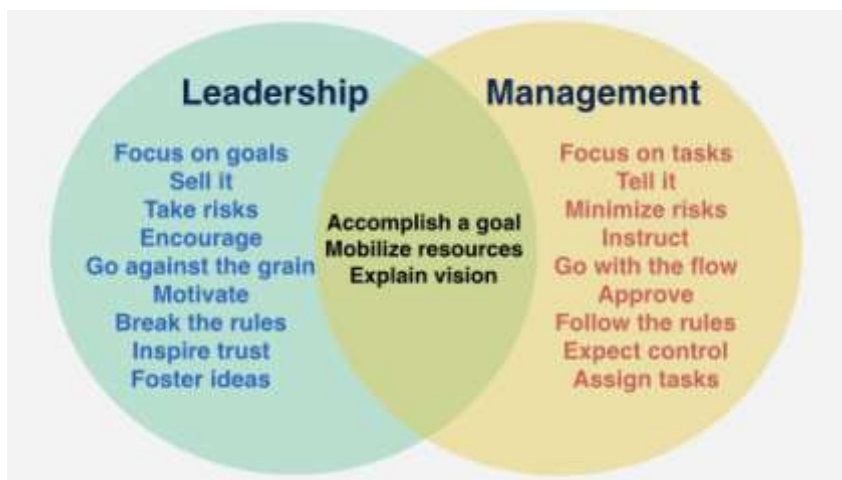 Leadership
Management
Focus on goals
Sell it
Take risks
Encourage
Go against the grain
Motivate
Break the rules
Inspire trust
Foster ideas
Accomplish a goal
Mobilize resources
Explain vision
Focus on tasks
Tell it
Minimize risks
Instruct
Go with the flow
Approve
Follow the rules
Expect control
Assign tasks